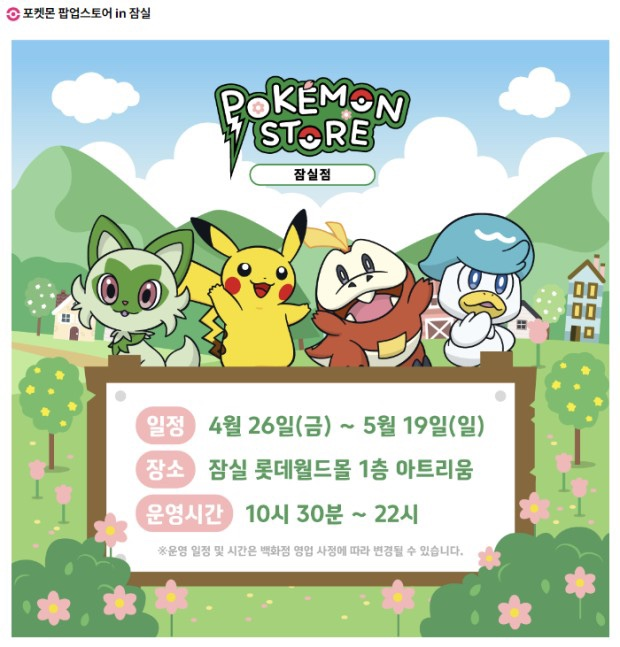 포켓몬 팝업스토어 in 잠실
POKÉMON
STORE
잠실점
일정 4월 26일(금) ~ 5월 19일(일)
장소 잠실 롯데월드몰 1층 아트리움
운영시간 10시 30분 ~ 22시
※운영 일정 및 시간은 백화점 영업 사정에 따라 변경될 수 있습니다.